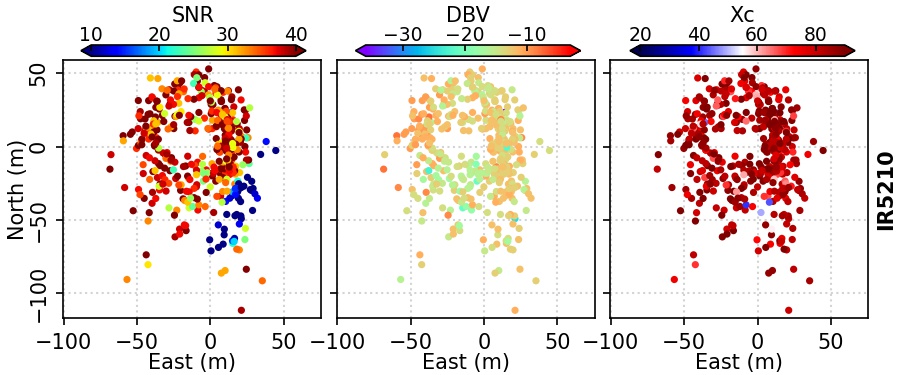 SNR DBV Xc
10 20 30 40 −30 −20 −10 20 40 60 80
50
0
−50
−100
North (m)
IR5210
−100 −50 0 50 −100 −50 0 50 −100 −50 0 50
East (m) East (m) East (m)